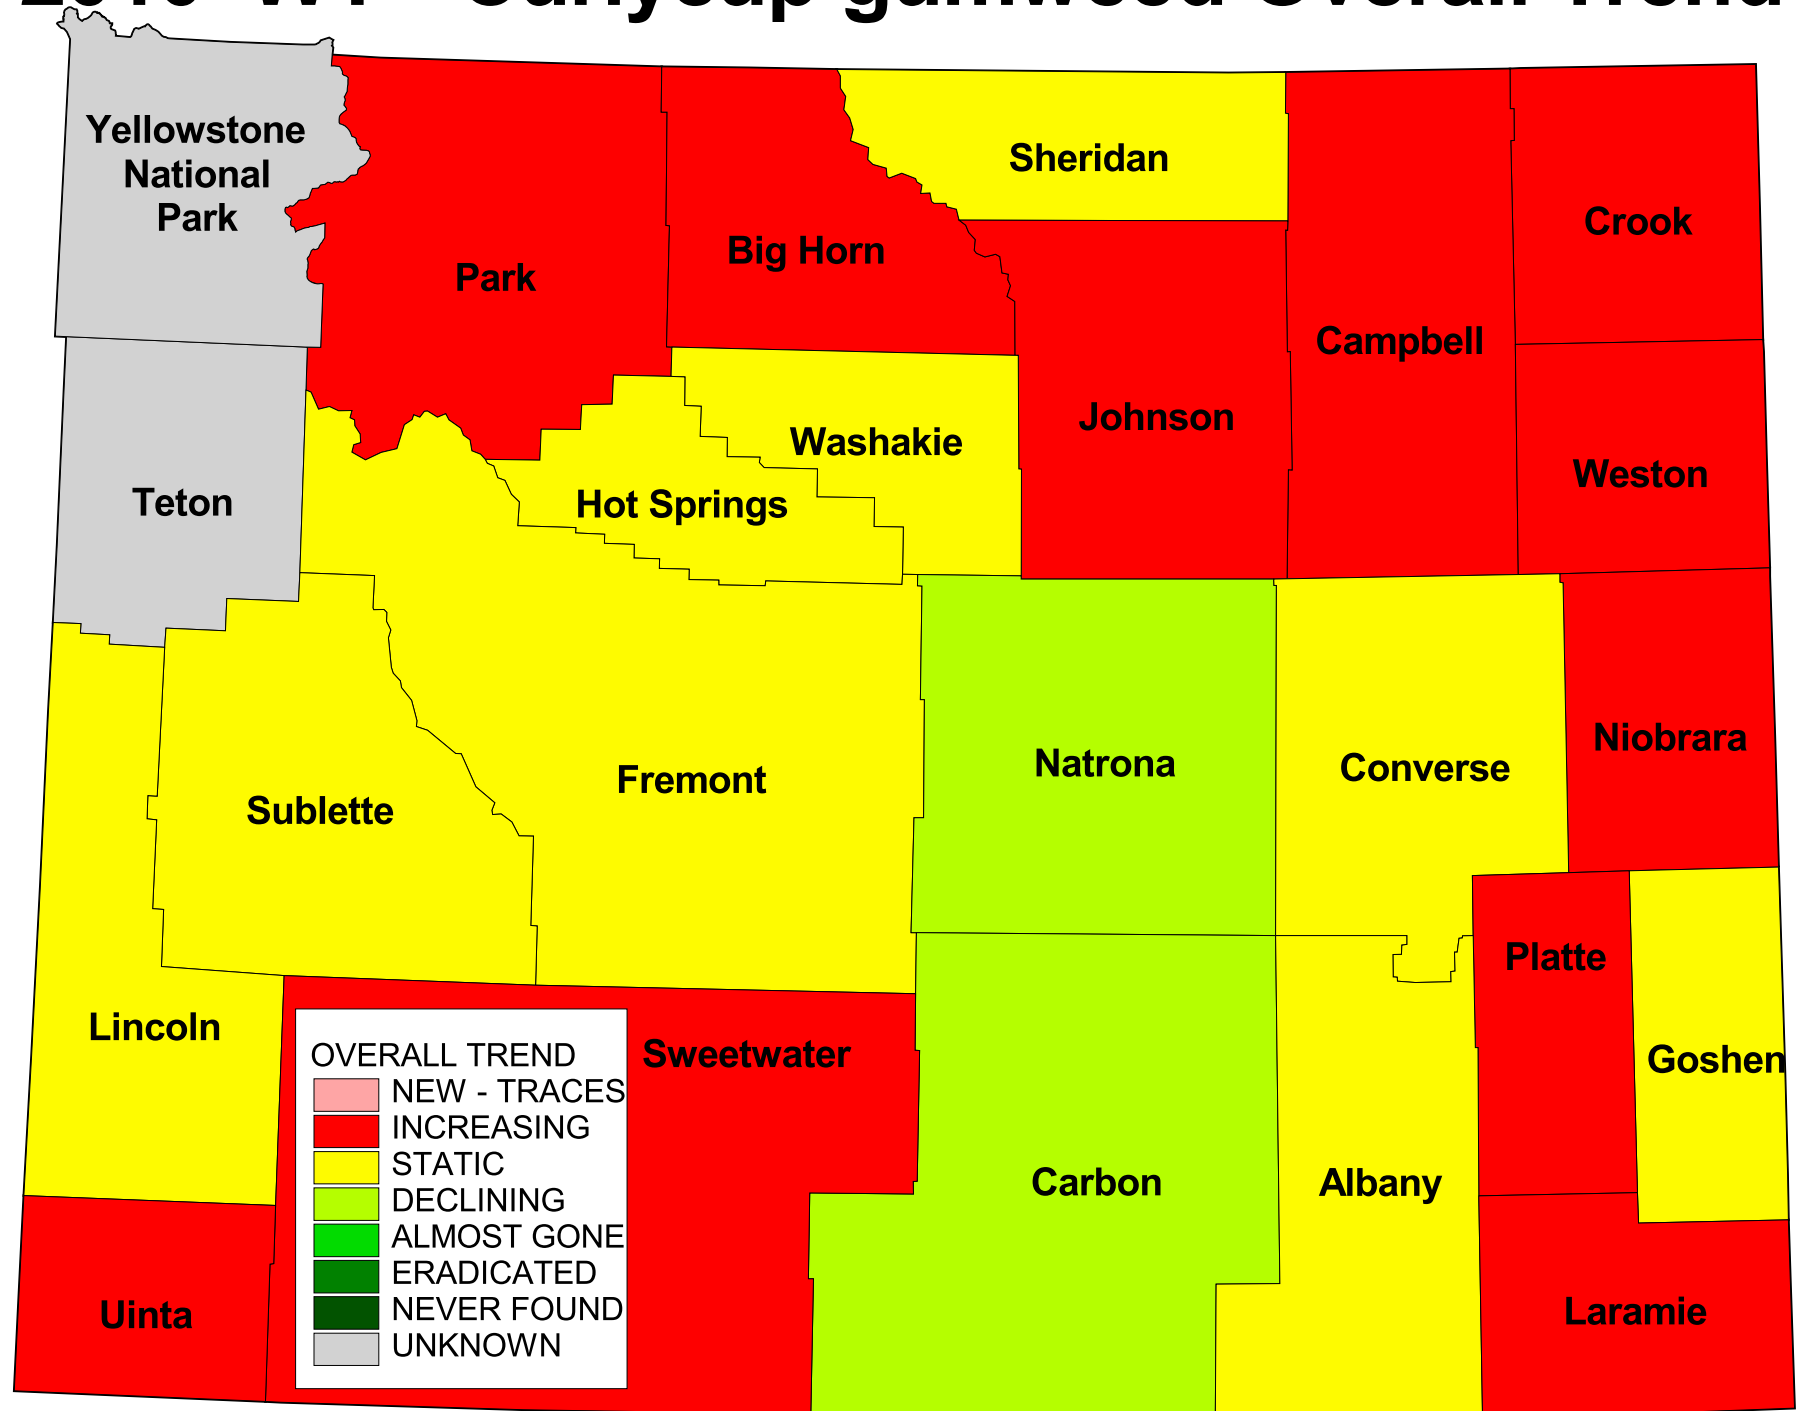 Overall Trend
Yellowstone
National
Park
Sheridan
Crook
Big Horn
Park
Campbell
Johnson
Washakie
Weston
Teton
Hot Springs
Niobrara
Natrona
Converse
Fremont
Sublette
Platte
Lincoln
Sweetwater
Goshen
Carbon
Albany
Uinta
Laramie
OVERALL TREND
NEW - TRACES
INCREASING
STATIC
DECLINING
ALMOST GONE
ERADICATED
NEVER FOUND
UNKNOWN